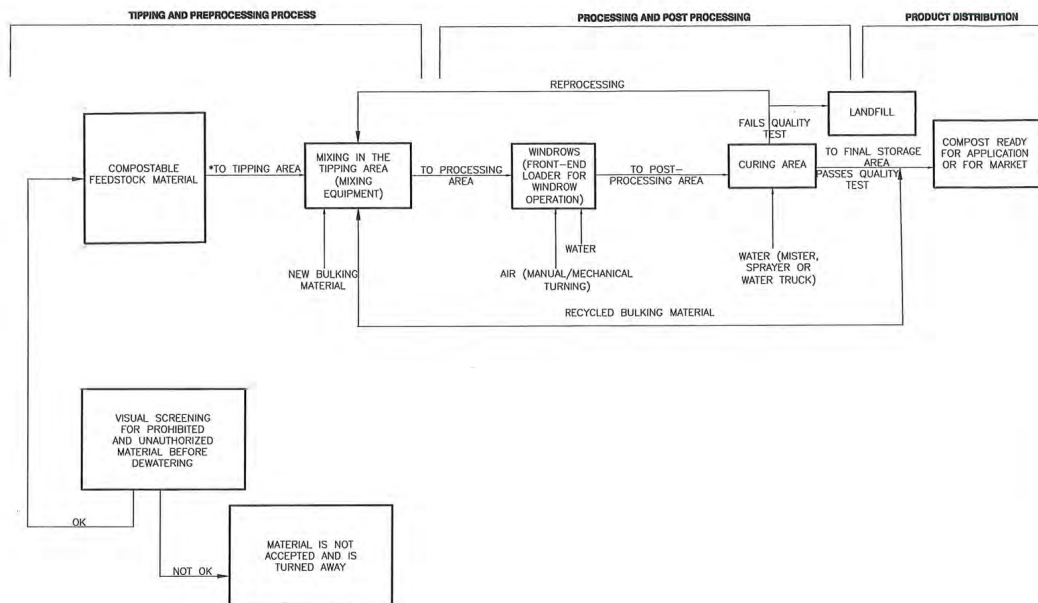 TIPPING AND PREPROCESSING PROCESS
PROCESSING AND POST PROCESSING
PRODUCT DISTRIBUTION
REPROCESSING
LANDFILL
FAILS QUALITY
TEST
COMPOSTABLE
FEEDSTOCK MATERIAL
*TO TIPPING AREA
MIXING IN THE
TIPPING AREA
(MIXING
EQUIPMENT)
TO PROCESSING
AREA
WINDROWS
(FRONT-END
LOADER FOR
WINDROW
OPERATION)
TO POST-
PROCESSING AREA
CURING AREA
TO FINAL STORAGE
AREA
PASSES QUALITY
TEST
COMPOST READY
FOR APPLICATION
OR FOR MARKET
NEW BULKING
MATERIAL
WATER
AIR (MANUAL/MECHANICAL
TURNING)
WATER (MISTER,
SPRAYER OR
WATER TRUCK)
RECYCLED BULKING MATERIAL
VISUAL SCREENING
FOR PROHIBITED
AND UNAUTHORIZED
MATERIAL BEFORE
DEWATERING
OK
NOT OK
MATERIAL IS NOT
ACCEPTED AND IS
TURNED AWAY